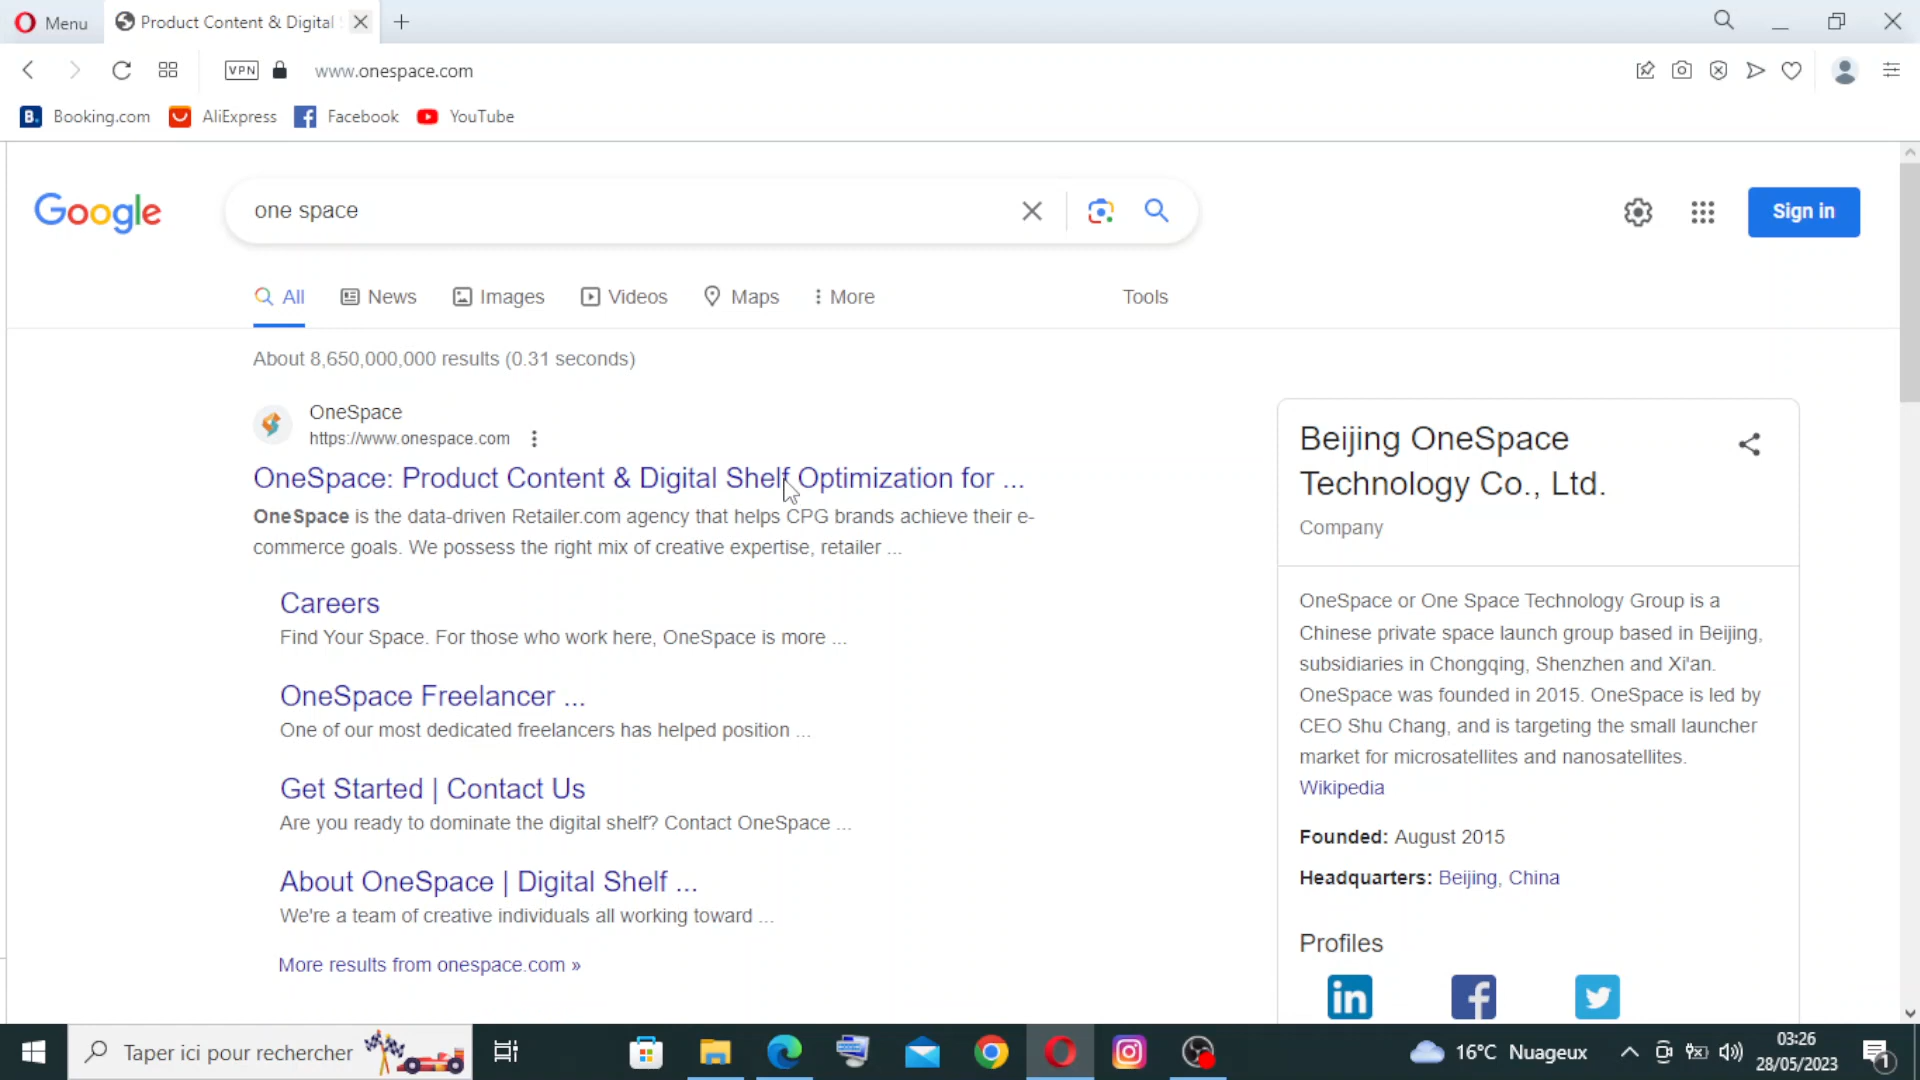 Menu
Product Content & Digital
VPN
www.onespace.com
B. Booking.com AliExpress Facebook YouTube
Google
one space
Sign in
All News Images Videos Maps More Tools
About 8,650,000,000 results (0.31 seconds)
OneSpace
https://www.onespace.com
OneSpace: Product Content & Digital Shelf Optimization for ...
OneSpace is the data-driven Retailer.com agency that helps CPG brands achieve their e-
commerce goals. We possess the right mix of creative expertise, retailer ...
Careers
Find Your Space. For those who work here, OneSpace is more ...
OneSpace Freelancer ...
One of our most dedicated freelancers has helped position ...
Get Started | Contact Us
Are you ready to dominate the digital shelf? Contact OneSpace ...
About OneSpace | Digital Shelf ...
We're a team of creative individuals all working toward ...
More results from onespace.com »
Beijing OneSpace
Technology Co., Ltd.
Company
OneSpace or One Space Technology Group is a
Chinese private space launch group based in Beijing,
subsidiaries in Chongqing, Shenzhen and Xi'an.
OneSpace was founded in 2015. OneSpace is led by
CEO Shu Chang, and is targeting the small launcher
market for microsatellites and nanosatellites.
Wikipedia
Founded: August 2015
Headquarters: Beijing, China
Profiles
in
Taper ici pour rechercher
16°C Nuageux
03:26
28/05/2023
1